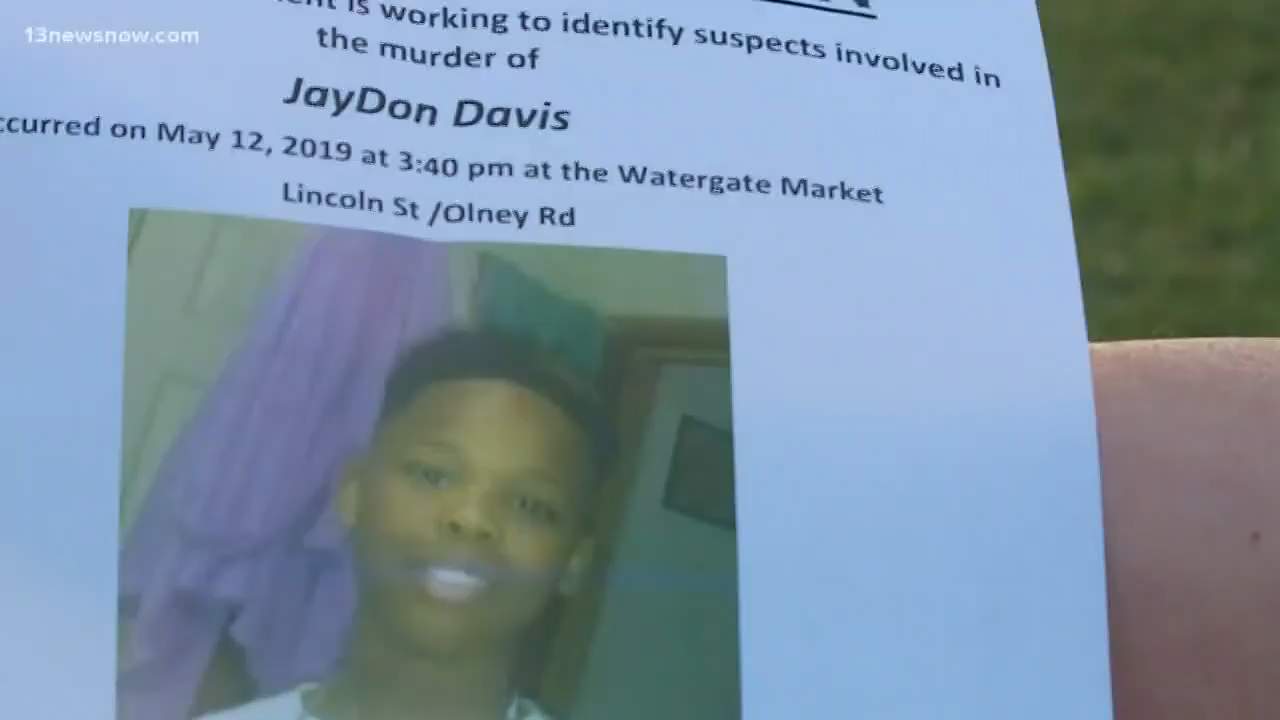 13newsnow.com
is working to identify suspects involved in
the murder of
JayDon Davis
ccurred on May 12, 2019 at 3:40 pm at the Watergate Market
Lincoln St /Olney Rd